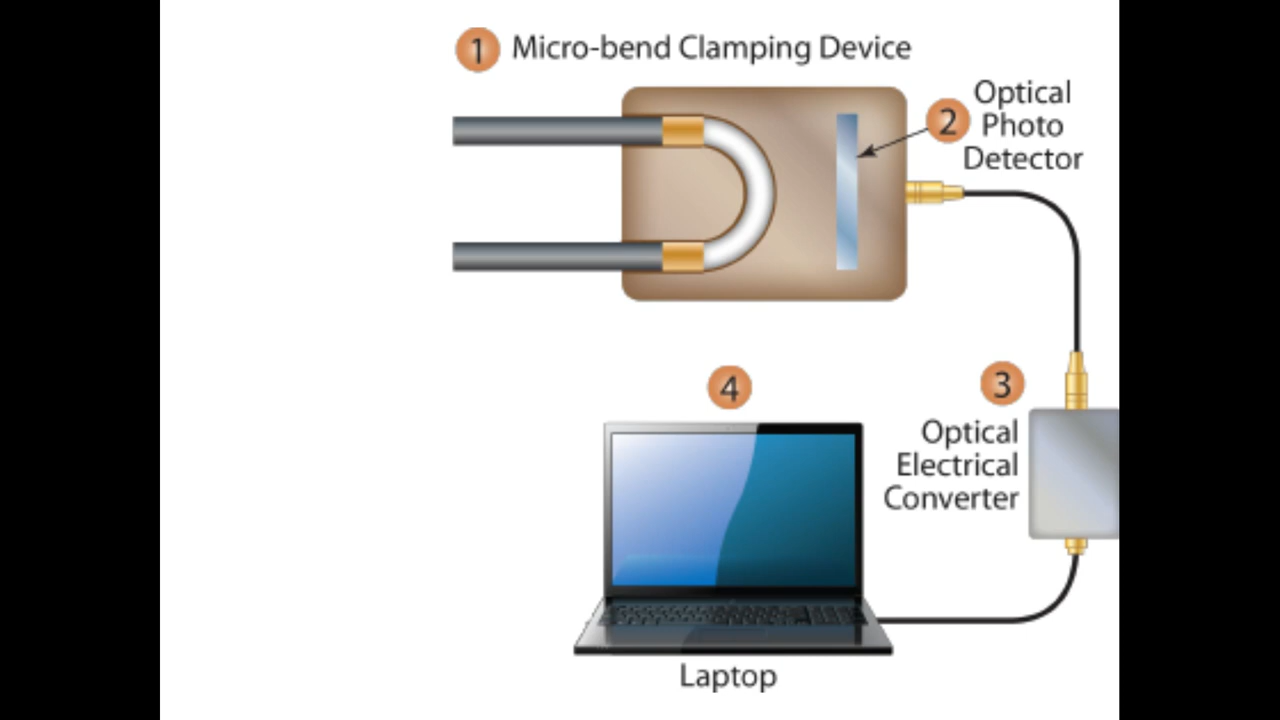 1 Micro-bend Clamping Device
2 Optical
Photo
Detector
3
Optical
Electrical
Converter
4
Laptop